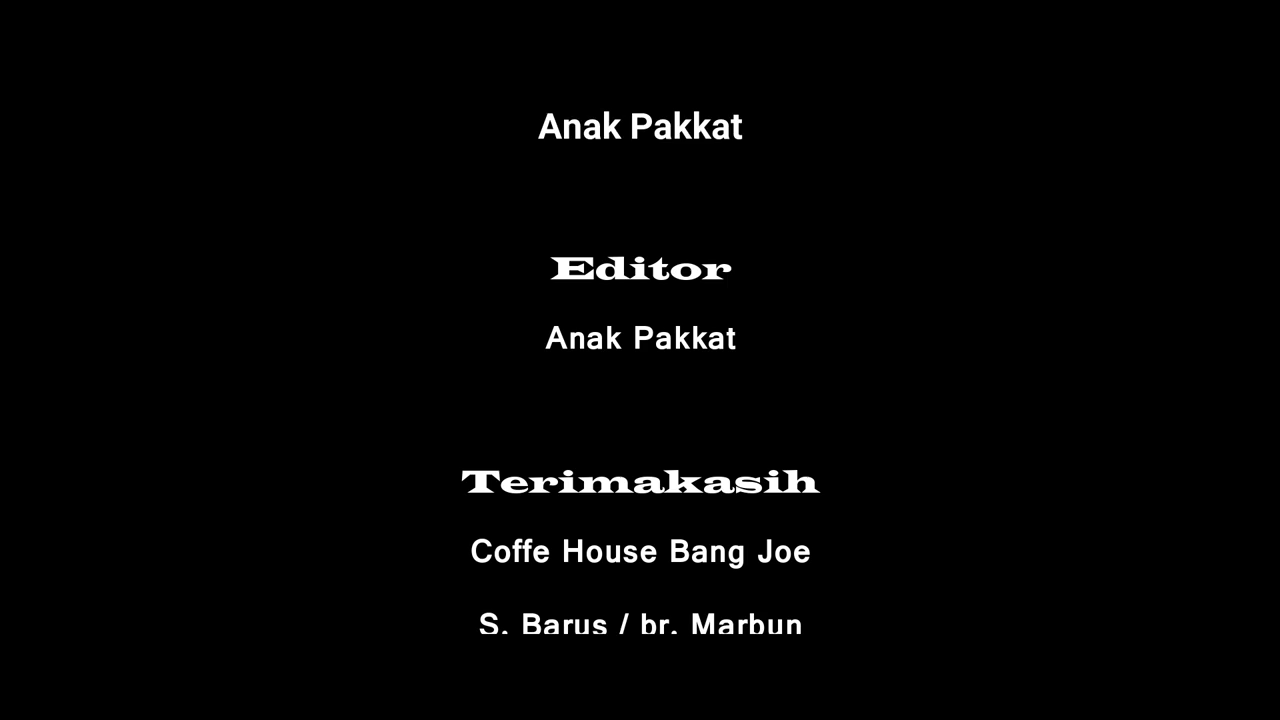 Anak Pakkat
Editor
Anak Pakkat
Terimakasih
Coffe House Bang Joe
S. Barus / br. Marbun